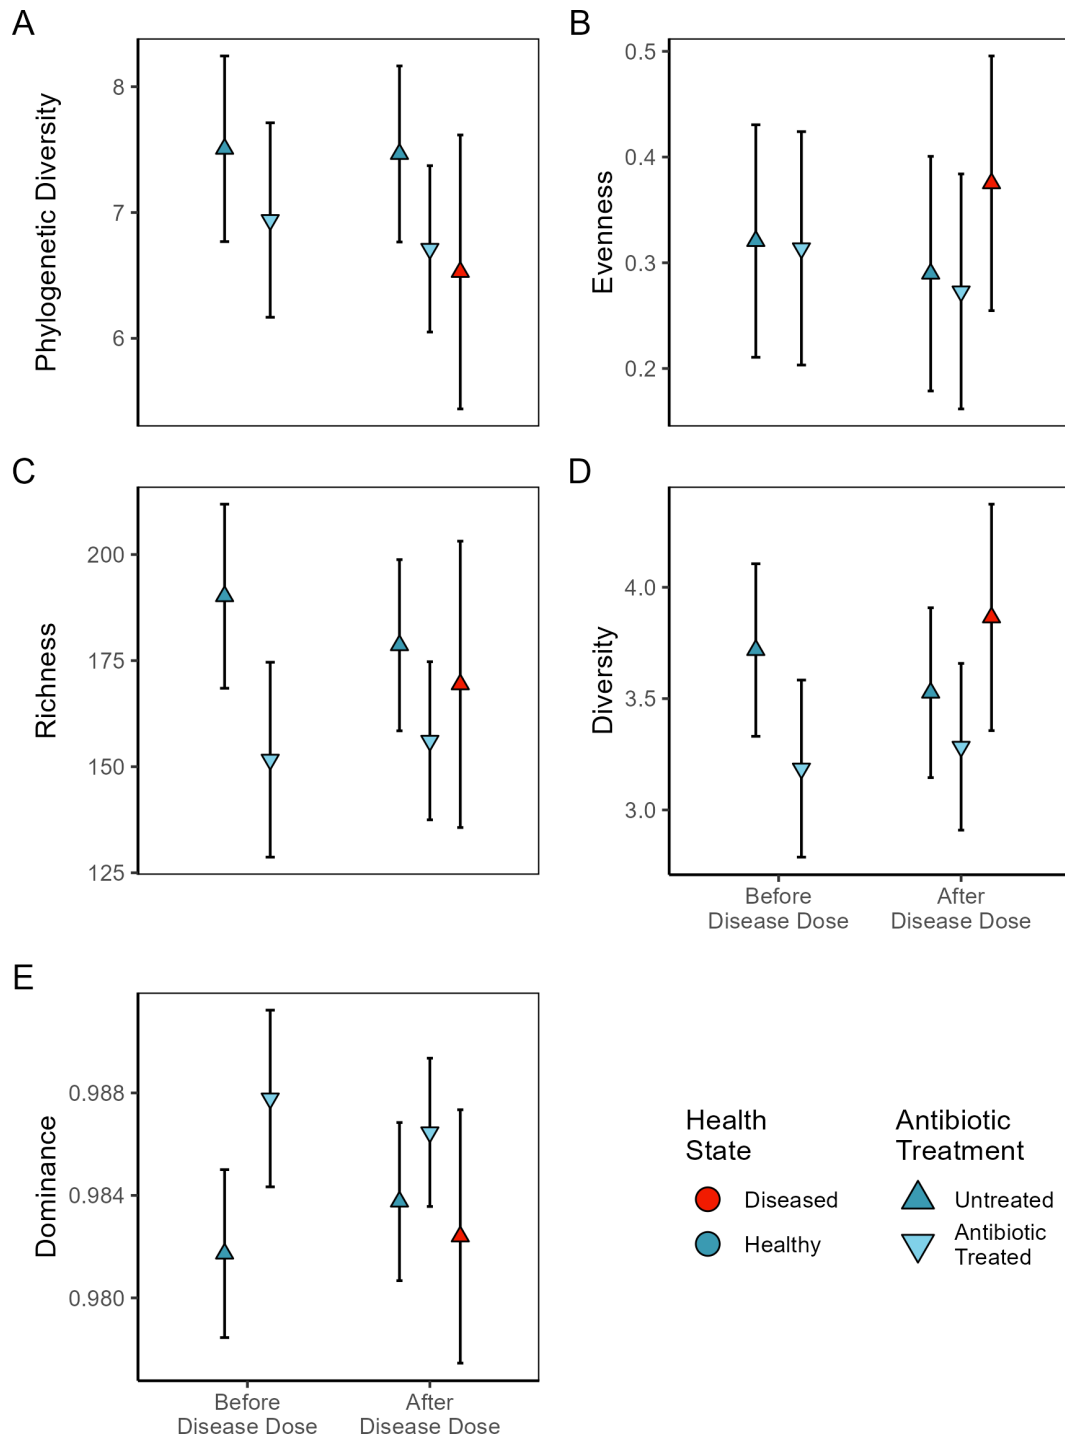 A
Phylogenetic Diversity
8
7
6
B
Evenness
0.5
0.4
0.3
0.2
C
Richness
200
175
150
125
D
Diversity
4.0
3.5
3.0
Before
Disease Dose
After
Disease Dose
E
Dominance
0.988
0.984
0.980
Before
Disease Dose
After
Disease Dose
Health
State
Diseased
Healthy
Antibiotic
Treatment
Untreated
Antibiotic
Treated